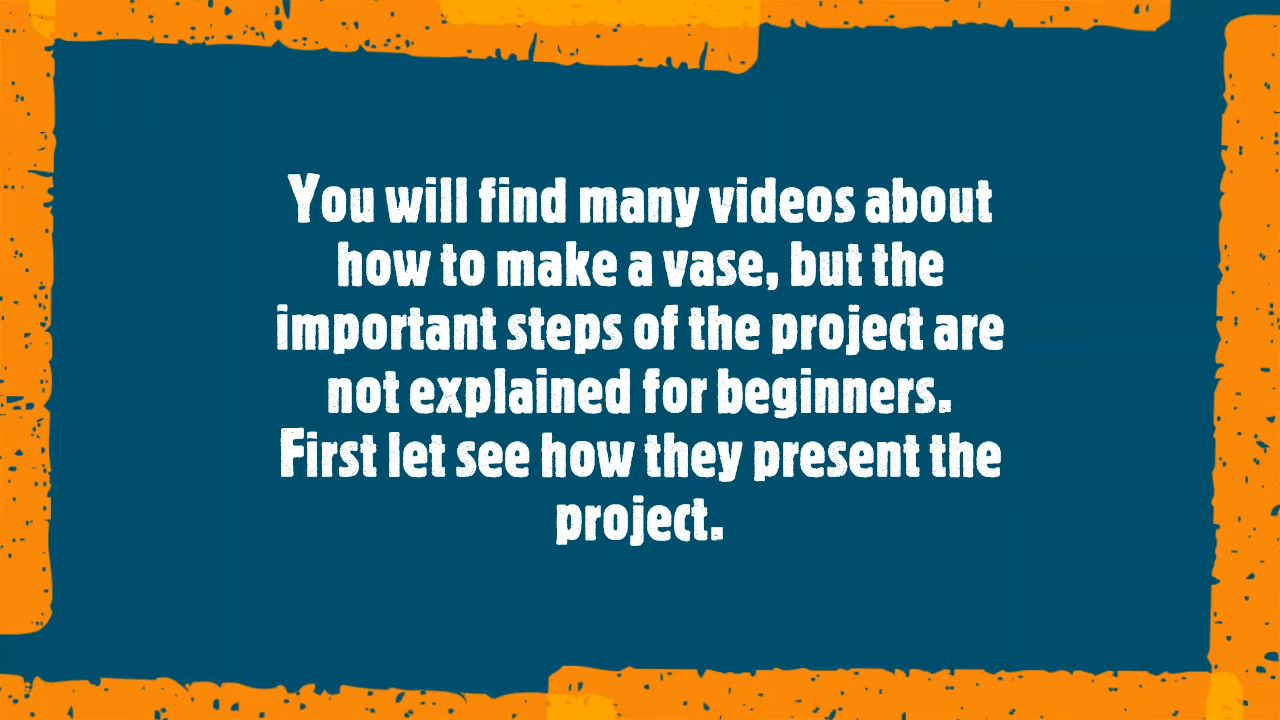 You will find many videos about
how to make a vase, but the
important steps of the project are
not explained for beginners.
First let see how they present the
project.